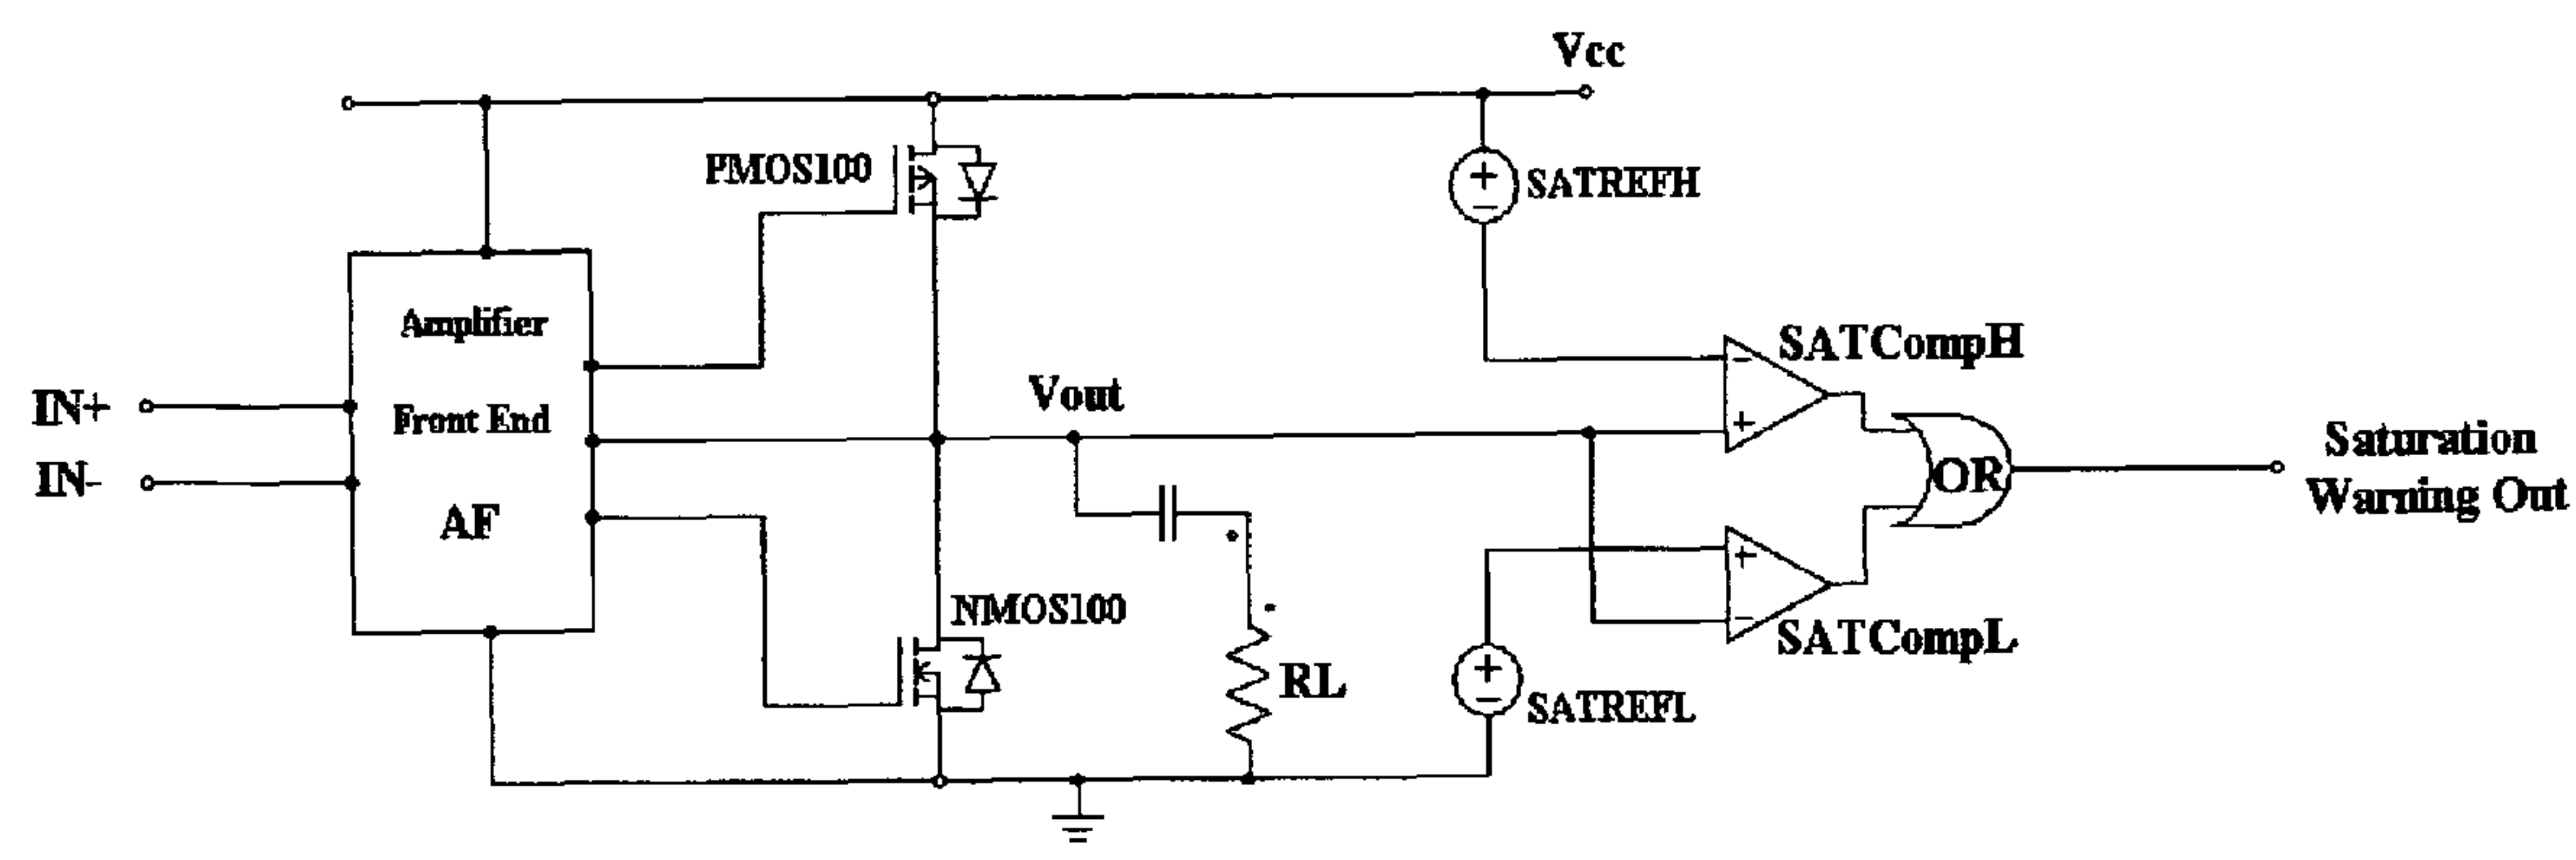 Vcc
PMOS100
+
SATREFH
−
Amplifier
Front End
AF
IN+
IN-
Vout
−
SATCompH
+
OR
Saturation
Warning Out
NMOS100
RL
+
SATCompL
−
+
SATREFL
−